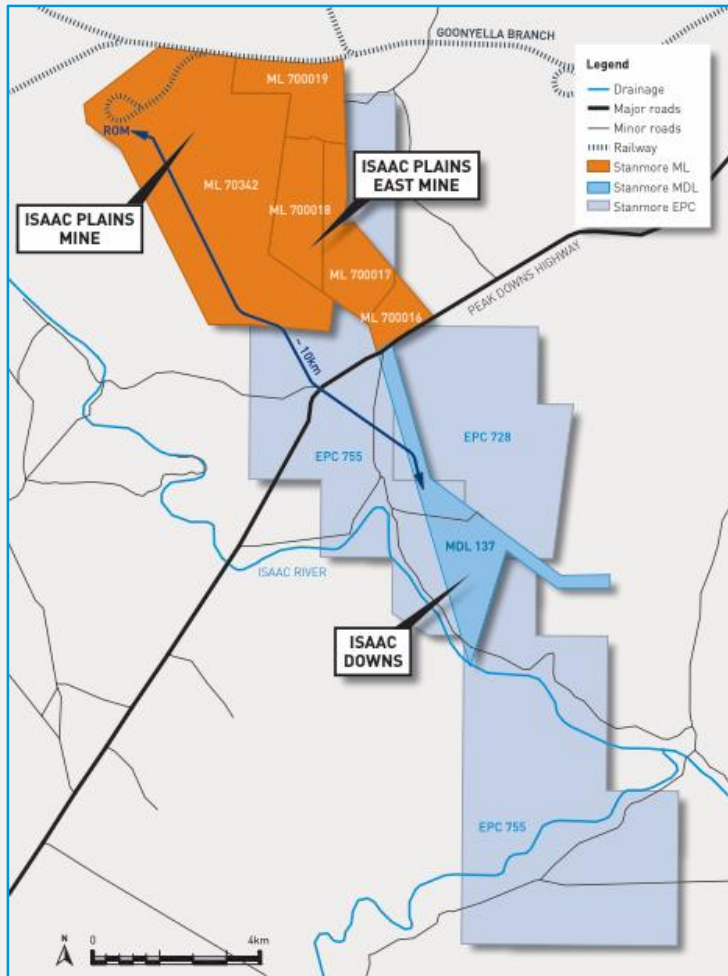 GOONYELLA BRANCH
Legend
Drainage
Major roads
Minor roads
Railway
Stanmore ML
Stanmore MDL
Stanmore EPC
ML 700019
ROM
ISAAC PLAINS
EAST MINE
ML 70342
ISAAC PLAINS
MINE
ML 700018
ML 700017
PEAK DOWNS HIGHWAY
ML 700016
~ 10km
EPC 728
EPC 755
MDL 137
ISAAC RIVER
ISAAC
DOWNS
EPC 755
N
0 4km